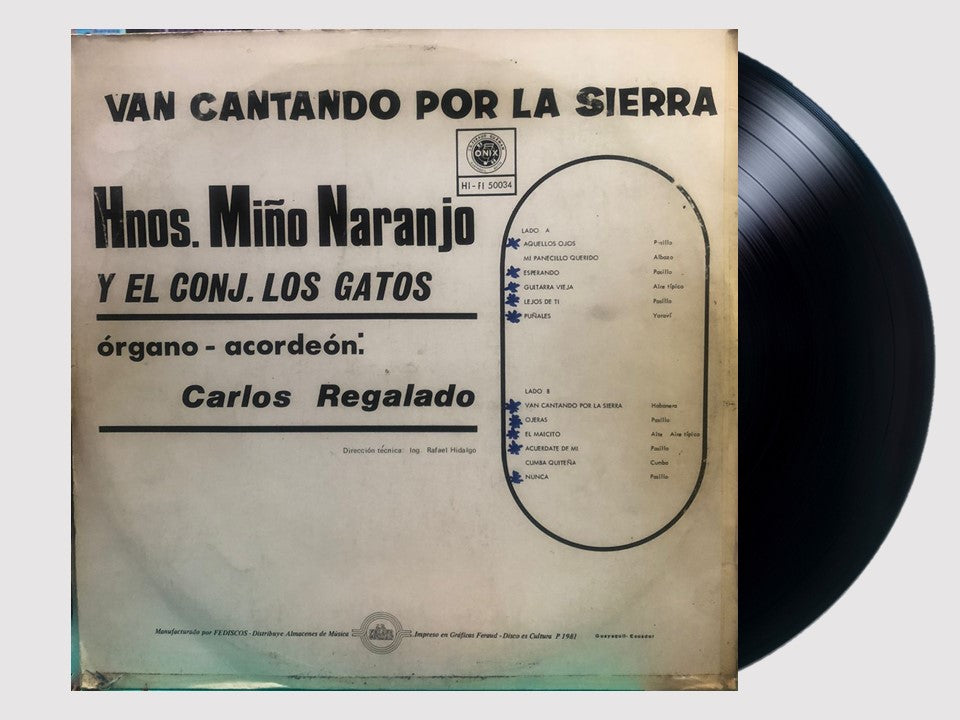 VAN CANTANDO POR LA SIERRA
ONIX
HI-FI 50034
Hnos. Miño Naranjo
Y EL CONJ. LOS GATOS
órgano - acordeón:
Carlos Regalado
Dirección técnica: Ing. Rafael Hidalgo
LADO A
AQUELLOS OJOS Pasillo
MI PANECILLO QUERIDO Albazo
ESPERANDO Pasillo
GUITARRA VIEJA Aire típico
LEJOS DE TI Pasillo
PUÑALES Yaraví
LADO B
VAN CANTANDO POR LA SIERRA Habanera
OJERAS Pasillo
EL MAICITO Aire típico
ACUERDATE DE MI Pasillo
CUMBA QUITEÑA Cumba
NUNCA Pasillo
Manufacturado por FEDISCOS - Distribuye Almacenes de Música Impreso en Gráficas Feraud - Disco es Cultura P 1981 Guayaquil- Ecuador